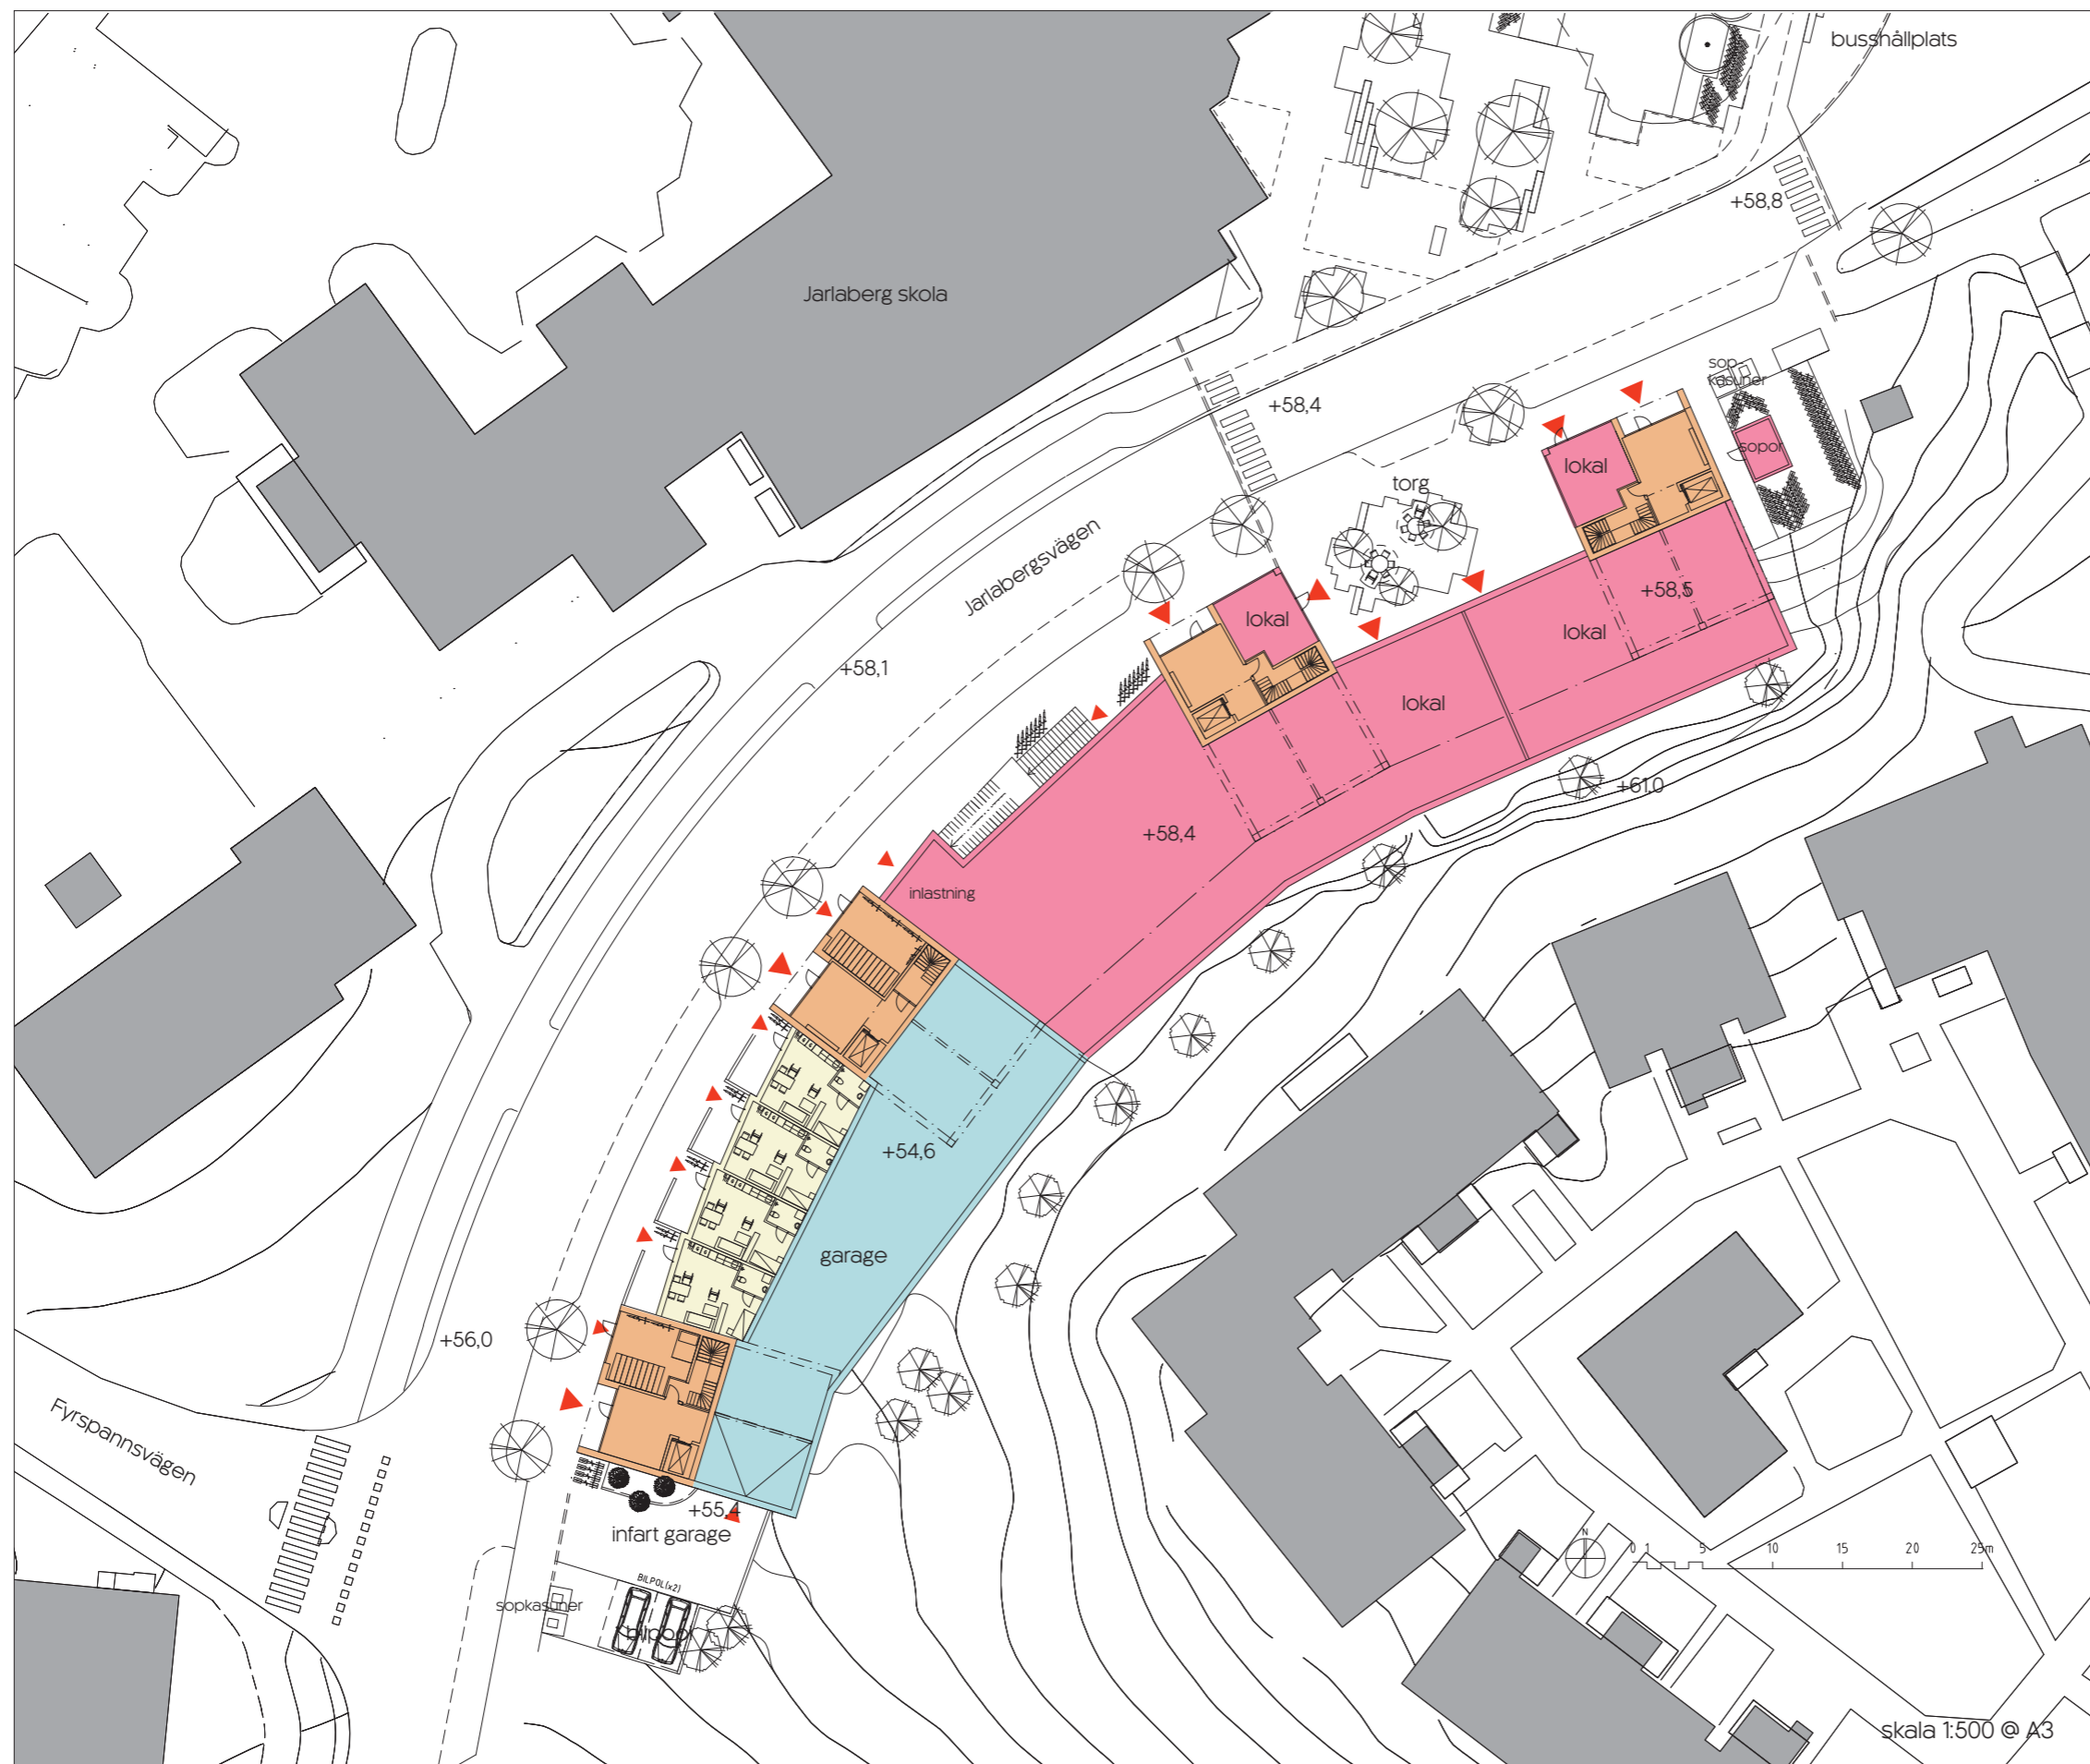 busshållplats
+58,8
Jarlaberg skola
sop-
kasuner
+58,4
sopor
lokal
torg
Jarlabergsvägen
+58,5
lokal
lokal
+58,1
lokal
+61.0
+58,4
inlastning
+54,6
garage
+56,0
Fyrspannsvägen
+55,4
infart garage
N
0 1 5 10 15 20 25m
BILPOL(x2)
sopkasuner
bilpool
skala 1:500 @ A3